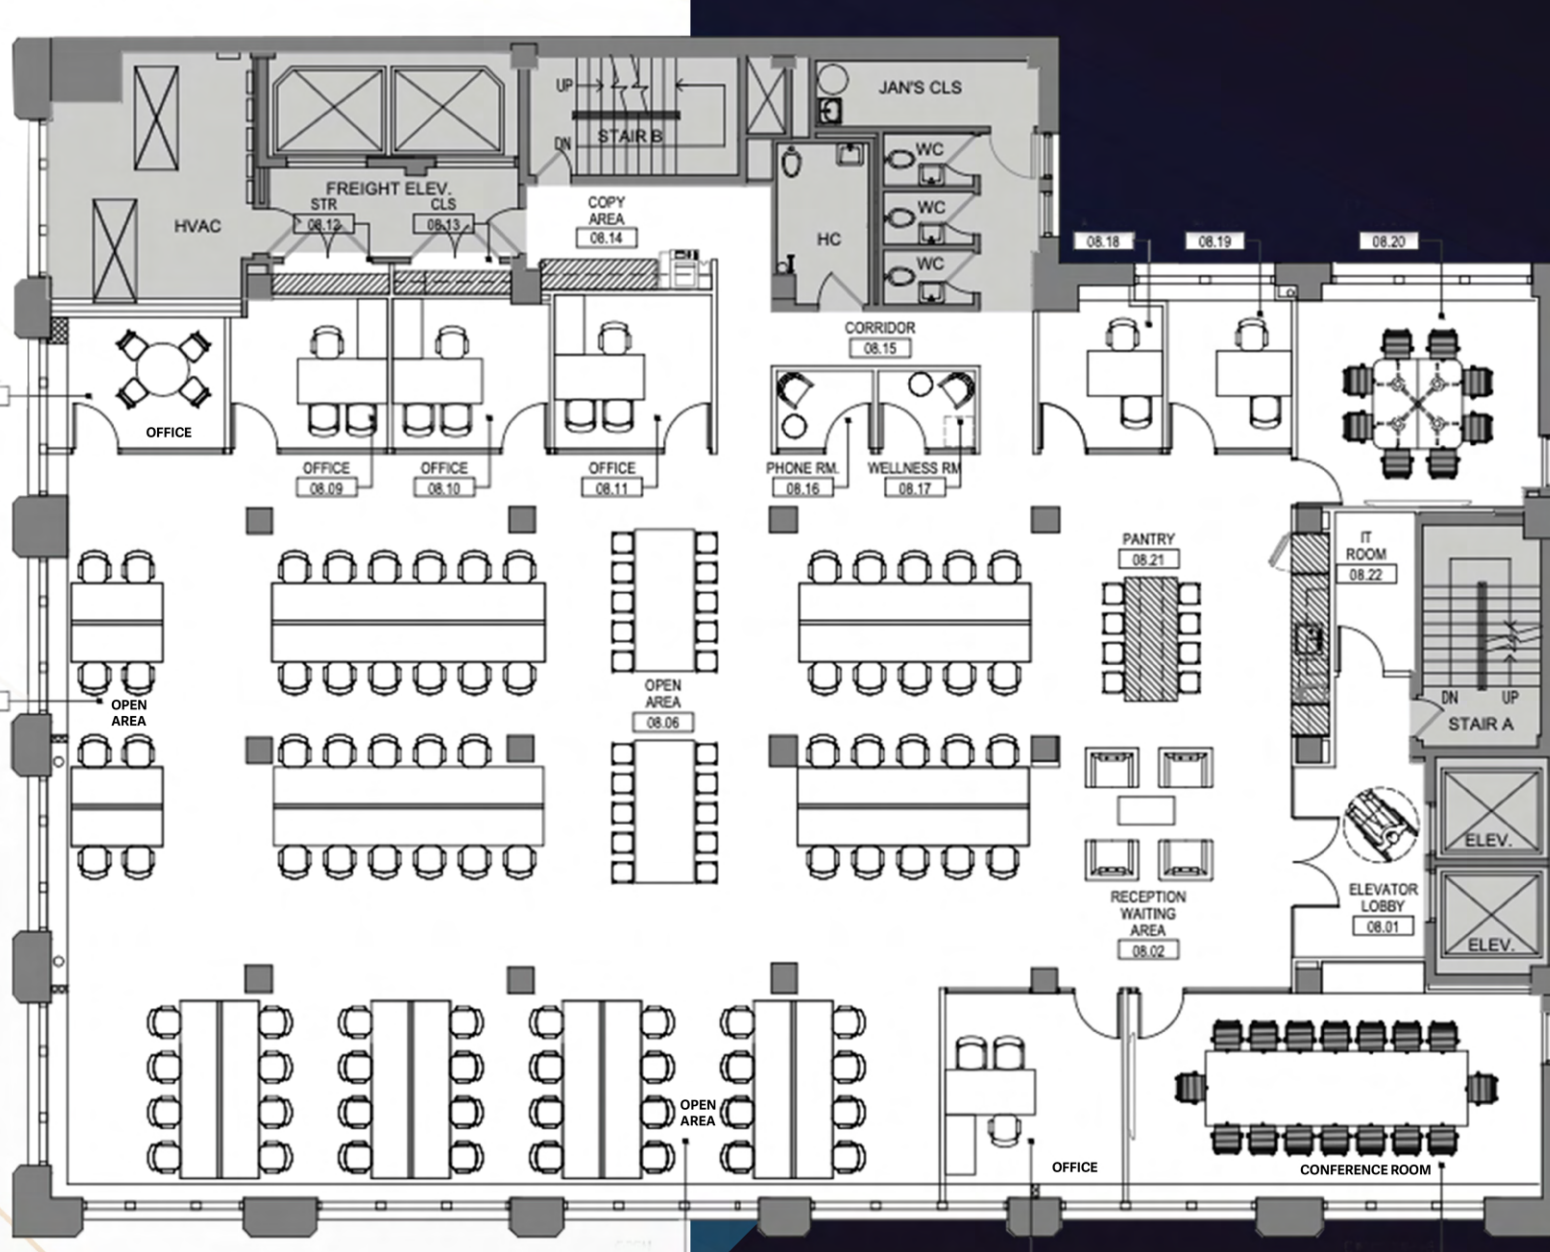 UP
JAN'S CLS
STAIR B
DN
WC
FREIGHT ELEV.
STR
08.12
CLS
08.13
COPY
AREA
08.14
HVAC
WC
HC
WC
08.18
08.19
08.20
CORRIDOR
08.15
OFFICE
OFFICE
08.09
OFFICE
08.10
OFFICE
08.11
PHONE RM.
08.16
WELLNESS RM
08.17
PANTRY
08.21
IT
ROOM
08.22
OPEN
AREA
08.06
OPEN
AREA
DN
UP
STAIR A
ELEV.
RECEPTION
WAITING
AREA
08.02
ELEVATOR
LOBBY
08.01
ELEV.
OPEN
AREA
OFFICE
CONFERENCE ROOM